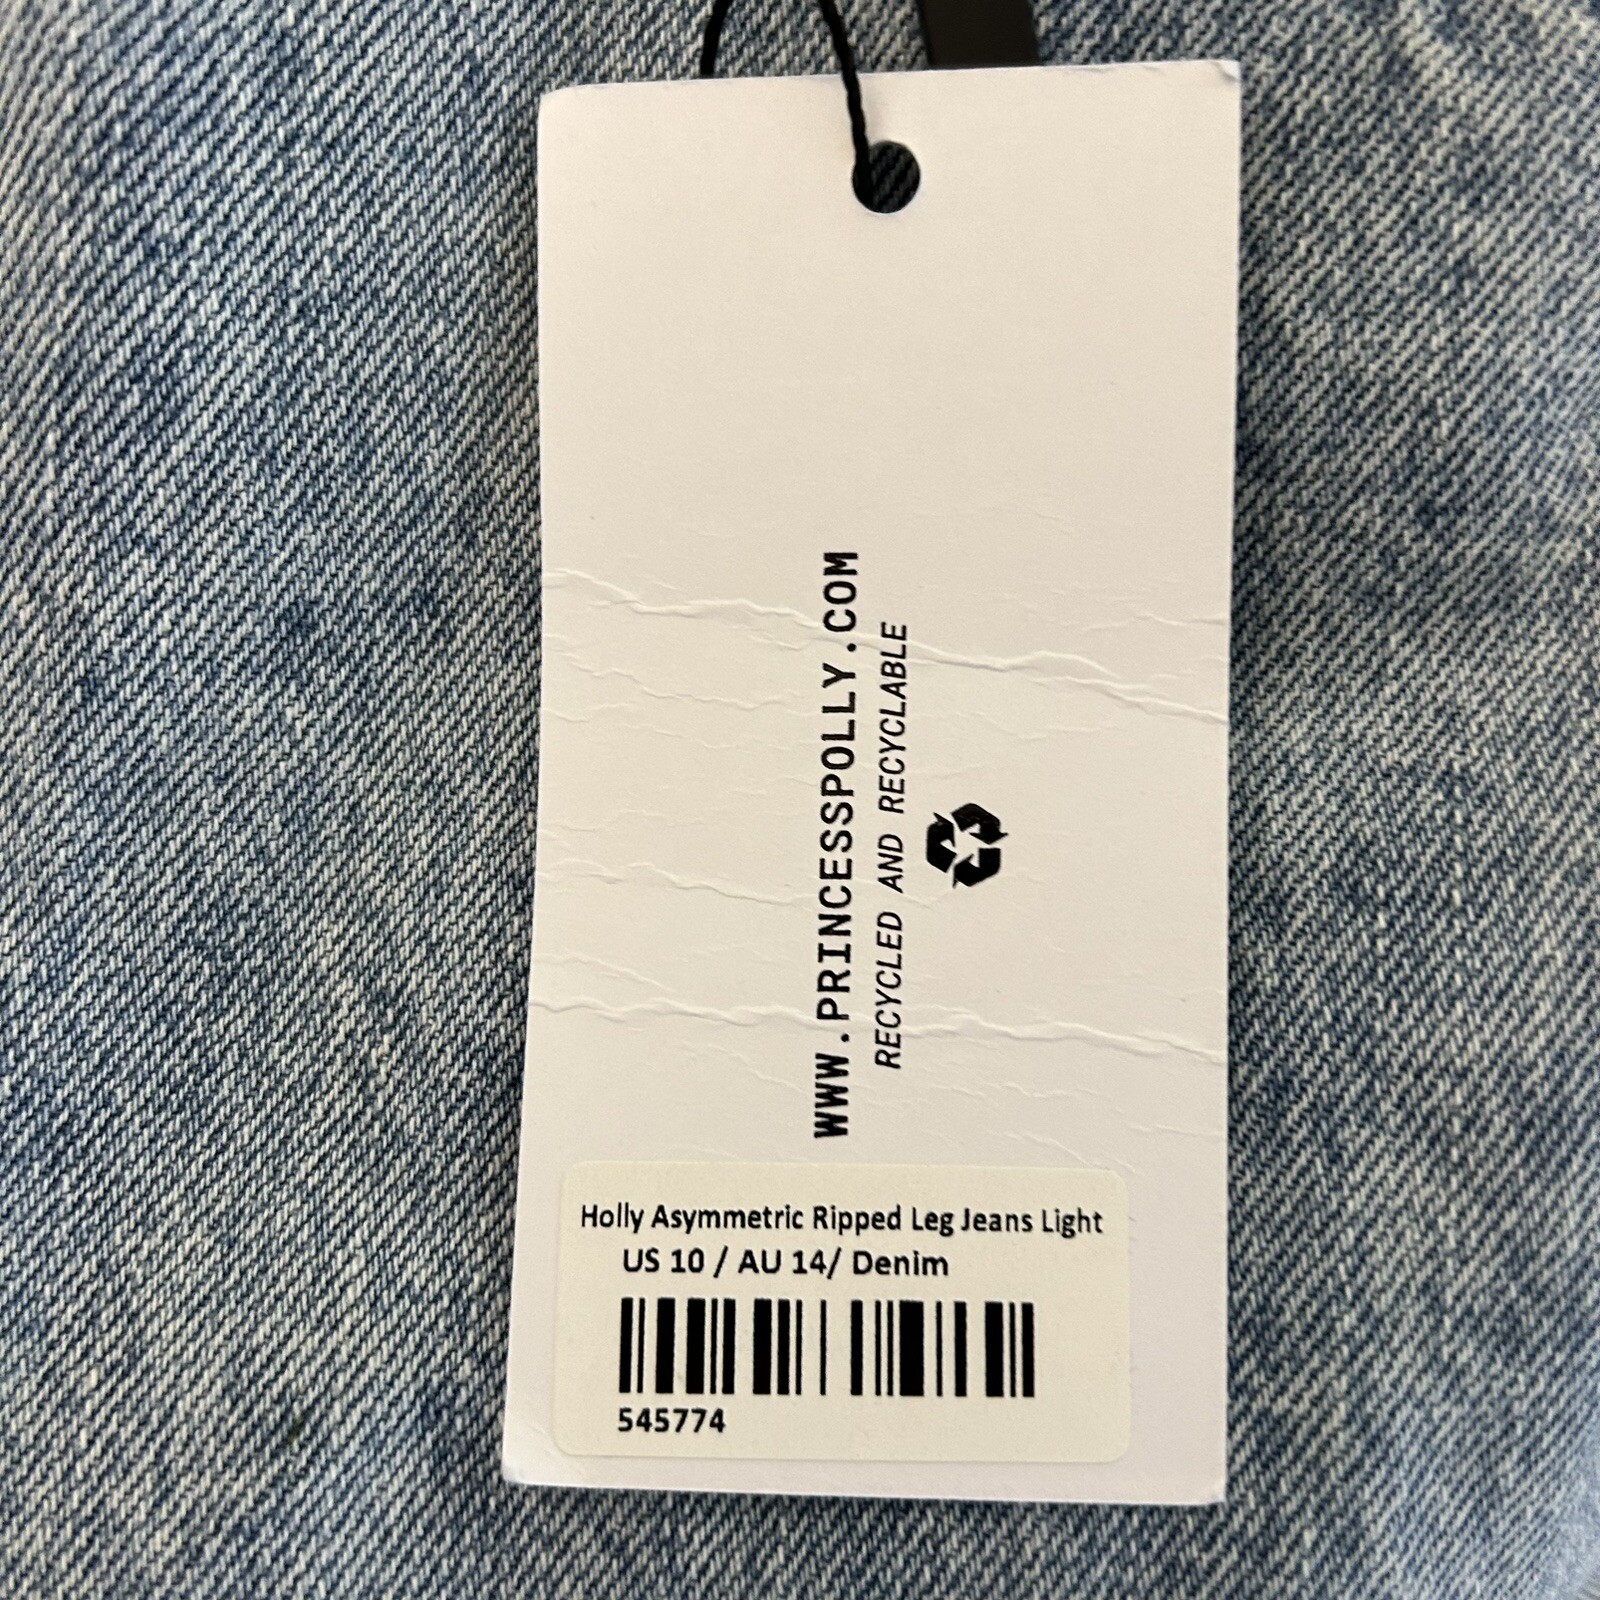 WWW.PRINCESSPOLLY.COM
RECYCLED AND RECYCLABLE
Holly Asymmetric Ripped Leg Jeans Light
US 10 / AU 14/ Denim
545774